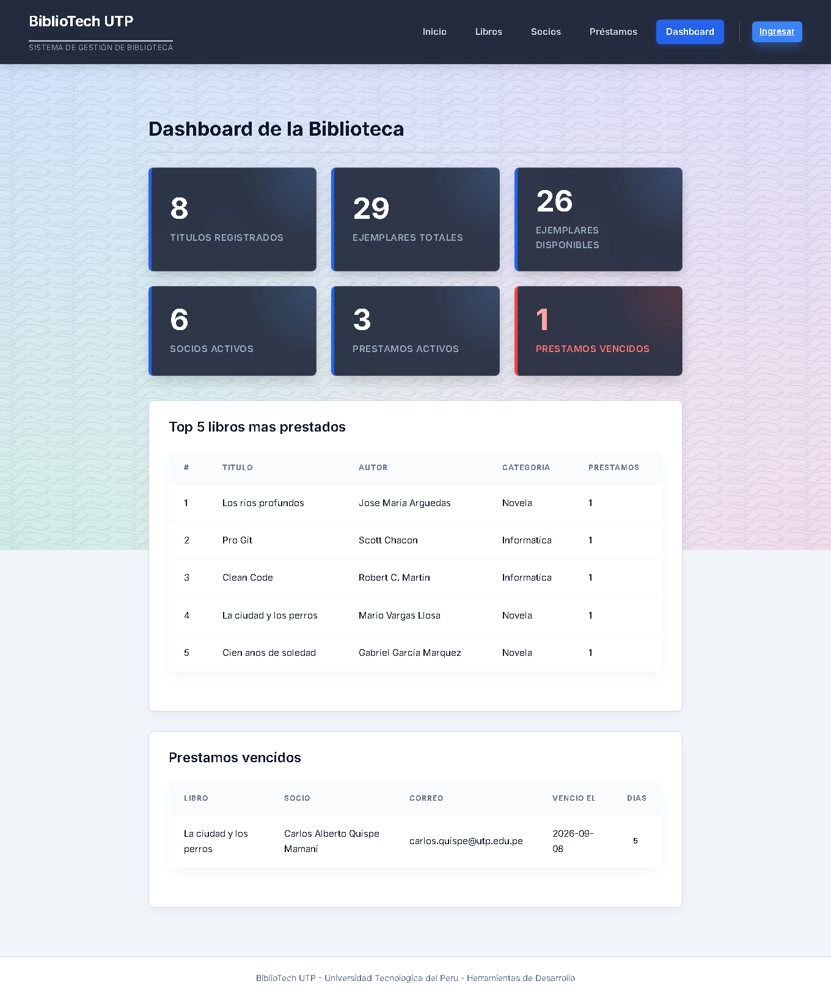 BiblioTech UTP
SISTEMA DE GESTIÓN DE BIBLIOTECA
Inicio Libros Socios Préstamos Dashboard Ingresar
Dashboard de la Biblioteca
8
TITULOS REGISTRADOS
29
EJEMPLARES TOTALES
26
EJEMPLARES
DISPONIBLES
6
SOCIOS ACTIVOS
3
PRESTAMOS ACTIVOS
1
PRESTAMOS VENCIDOS
Top 5 libros mas prestados
# TITULO AUTOR CATEGORIA PRESTAMOS
1 Los rios profundos Jose Maria Arguedas Novela 1
2 Pro Git Scott Chacon Informatica 1
3 Clean Code Robert C. Martin Informatica 1
4 La ciudad y los perros Mario Vargas Llosa Novela 1
5 Cien anos de soledad Gabriel Garcia Marquez Novela 1
Prestamos vencidos
LIBRO SOCIO CORREO VENCIO EL DIAS
La ciudad y los perros Carlos Alberto Quispe Mamani carlos.quispe@utp.edu.pe 2026-09-08 5
BiblioTech UTP - Universidad Tecnologica del Peru - Herramientas de Desarrollo